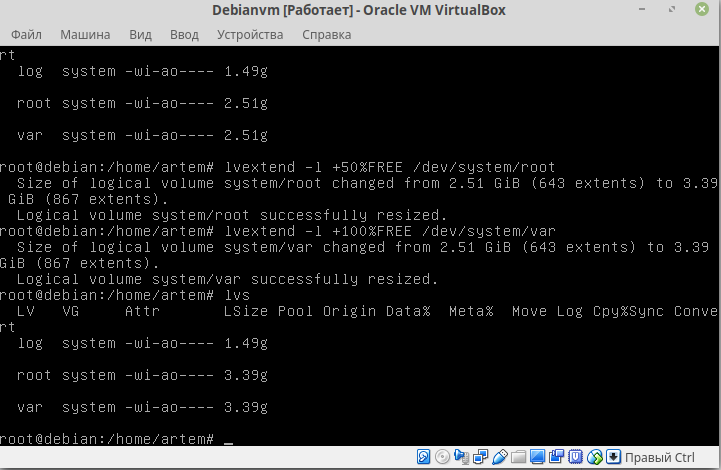 Debianvm [Работает] - Oracle VM VirtualBox
Файл Машина Вид Ввод Устройства Справка
rt
log system -wi-ao---- 1.49g
root system -wi-ao---- 2.51g
var system -wi-ao---- 2.51g
root@debian:/home/artem# lvextend -l +50%FREE /dev/system/root
Size of logical volume system/root changed from 2.51 GiB (643 extents) to 3.39
GiB (867 extents).
Logical volume system/root successfully resized.
root@debian:/home/artem# lvextend -l +100%FREE /dev/system/var
Size of logical volume system/var changed from 2.51 GiB (643 extents) to 3.39
GiB (867 extents).
Logical volume system/var successfully resized.
root@debian:/home/artem# lvs
LV VG Attr LSize Pool Origin Data% Meta% Move Log Cpy%Sync Conve
rt
log system -wi-ao---- 1.49g
root system -wi-ao---- 3.39g
var system -wi-ao---- 3.39g
root@debian:/home/artem# _
Правый Ctrl